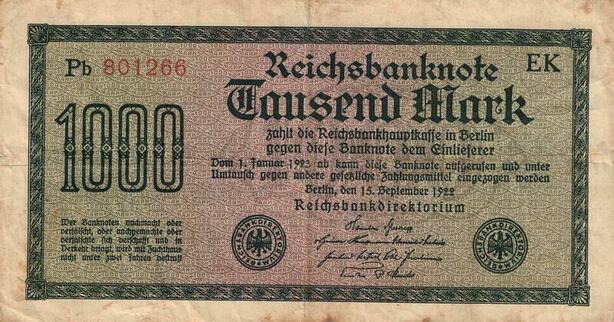 Pb 801266
Reichsbanknote
EK
Tausend Mark
1000
zahlt die Reichsbankhauptkasse in Berlin
gegen diese Banknote dem Einlieferer
Vom 1. Januar 1923 ab kann diese Banknote aufgerufen und unter
Umtausch gegen andere gesetzliche Zahlungsmittel eingezogen werden
Berlin, den 15. September 1922
Reichsbankdirektorium
Wer Banknoten nachmacht oder
verfälscht, oder nachgemachte oder
verfälschte sich verschafft und in
Verkehr bringt, wird mit Zuchthaus
nicht unter zwei Jahren bestraft